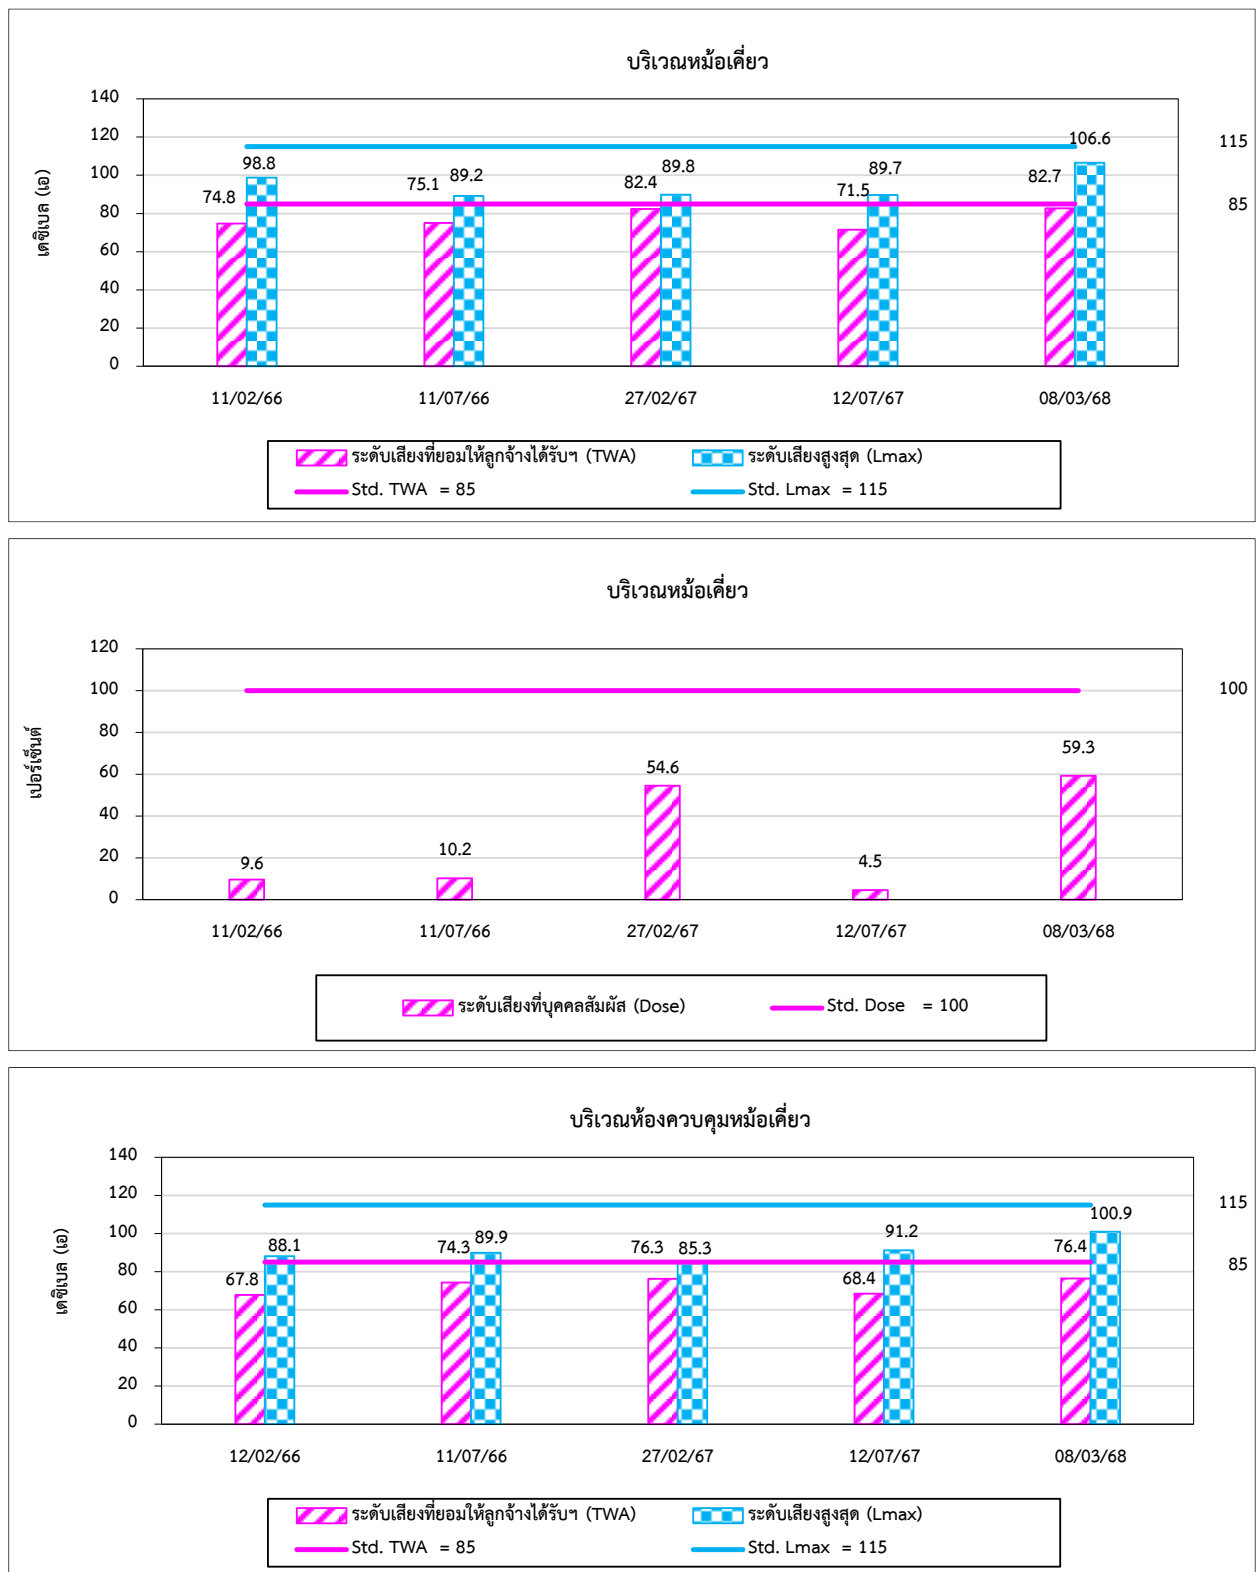 บริเวณหม้อเคี่ยว
140
120
100
80
60
40
20
0
เดซิเบล (เอ)
74.8 98.8 75.1 89.2 82.4 89.8 71.5 89.7 82.7 106.6
115
85
11/02/66 11/07/66 27/02/67 12/07/67 08/03/68
ระดับเสียงที่ยอมให้ลูกจ้างได้รับฯ (TWA) ระดับเสียงสูงสุด (Lmax)
Std. TWA = 85 Std. Lmax = 115
บริเวณหม้อเคี่ยว
120
100
80
60
40
20
0
เปอร์เซ็นต์
9.6 10.2 54.6 4.5 59.3
100
11/02/66 11/07/66 27/02/67 12/07/67 08/03/68
ระดับเสียงที่บุคคลสัมผัส (Dose) Std. Dose = 100
บริเวณห้องควบคุมหม้อเคี่ยว
140
120
100
80
60
40
20
0
เดซิเบล (เอ)
67.8 88.1 74.3 89.9 76.3 85.3 68.4 91.2 76.4 100.9
115
85
12/02/66 11/07/66 27/02/67 12/07/67 08/03/68
ระดับเสียงที่ยอมให้ลูกจ้างได้รับฯ (TWA) ระดับเสียงสูงสุด (Lmax)
Std. TWA = 85 Std. Lmax = 115